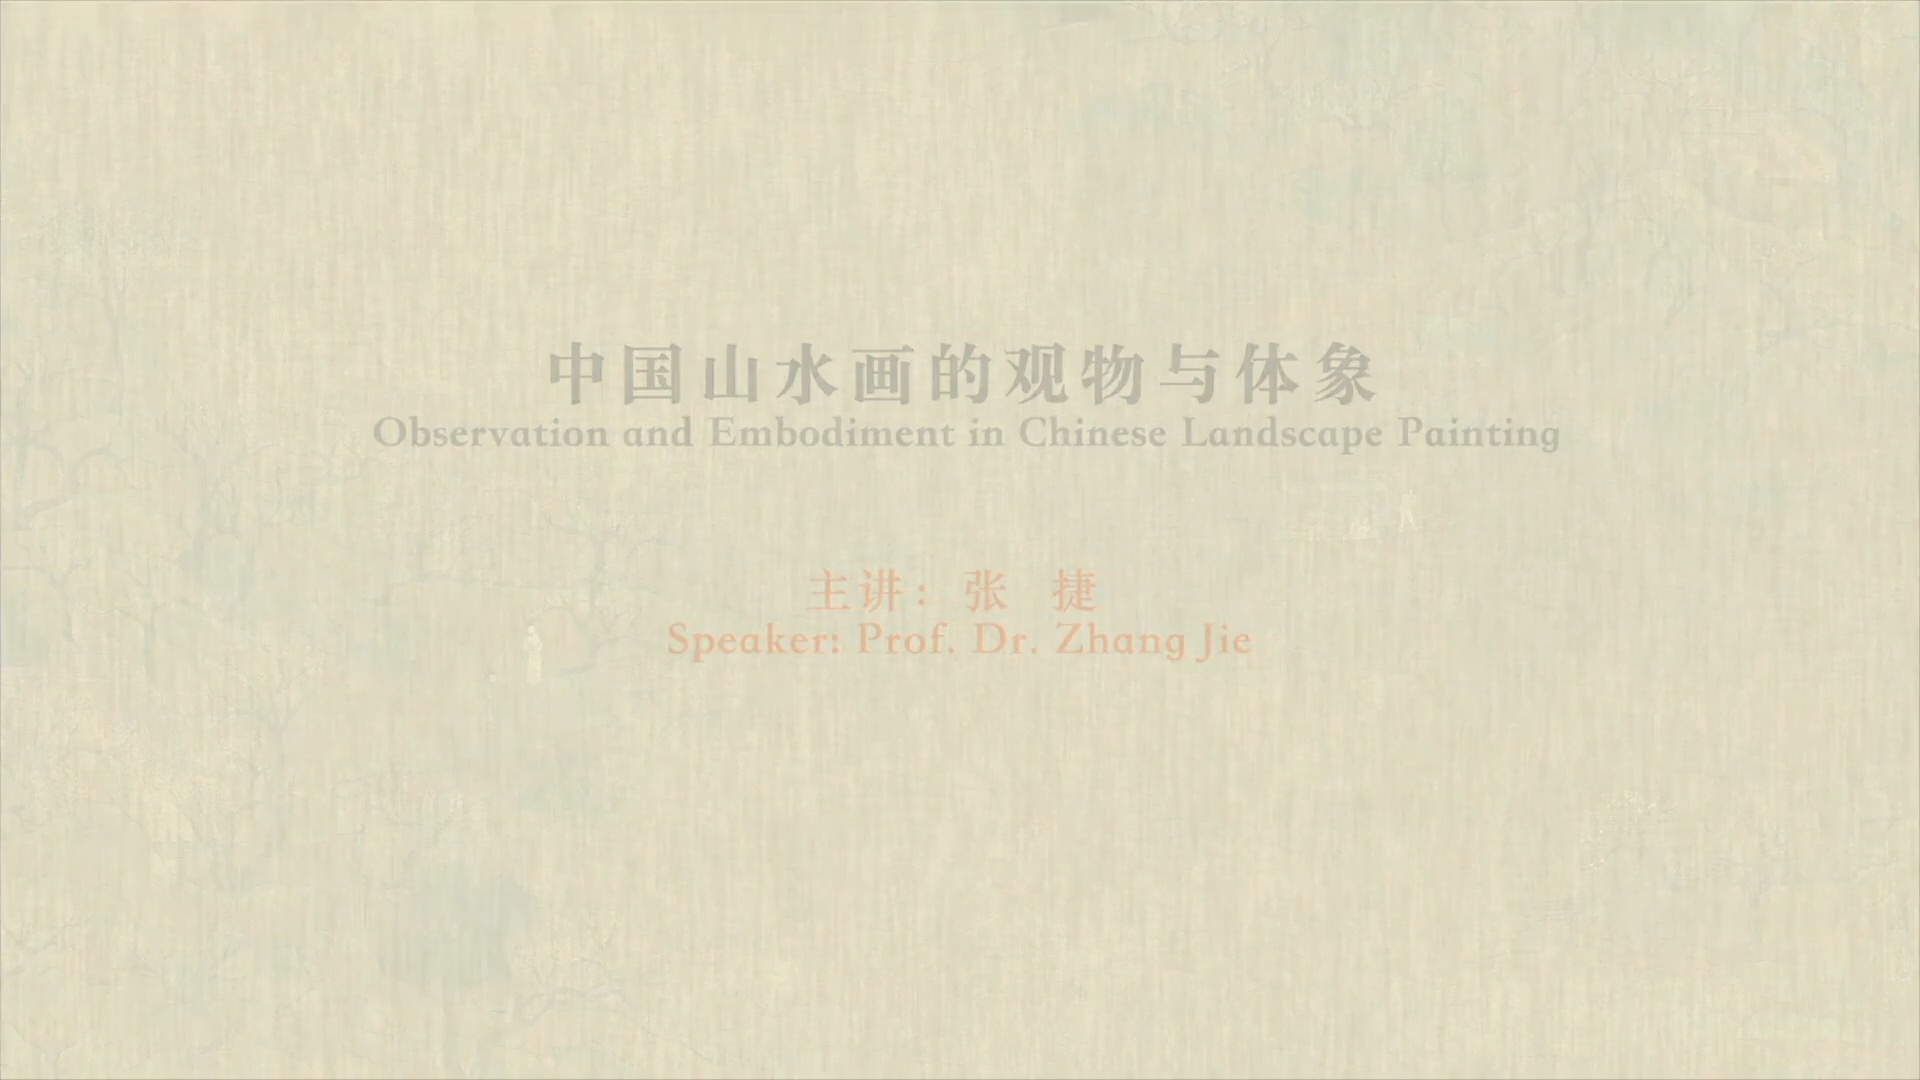 中国山水画的观物与体象
Observation and Embodiment in Chinese Landscape Painting
主讲：张 捷
Speaker: Prof. Dr. Zhang Jie